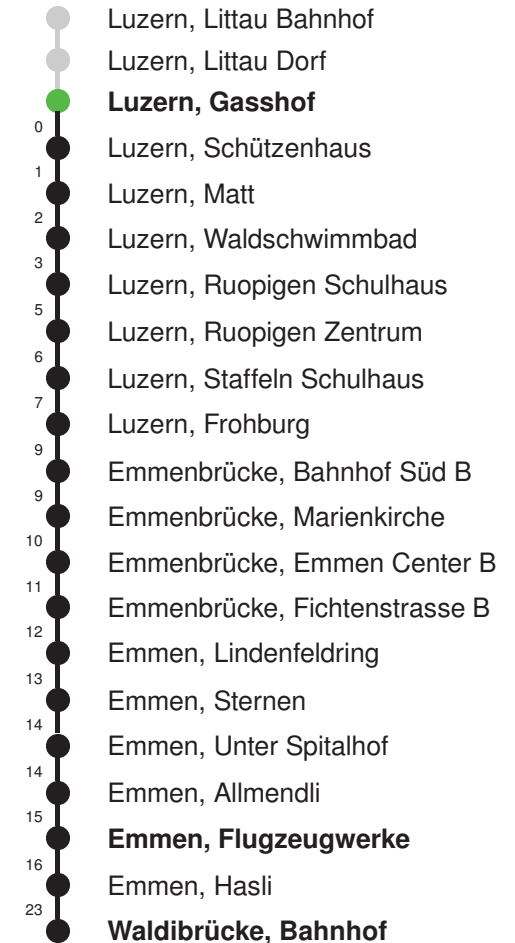 Luzern, Littau Bahnhof
Luzern, Littau Dorf
Luzern, Gasshof
0
Luzern, Schützenhaus
1
Luzern, Matt
2
Luzern, Waldschwimmbad
3
Luzern, Ruopigen Schulhaus
5
Luzern, Ruopigen Zentrum
6
Luzern, Staffeln Schulhaus
7
Luzern, Frohburg
9
Emmenbrücke, Bahnhof Süd B
9
Emmenbrücke, Marienkirche
10
Emmenbrücke, Emmen Center B
11
Emmenbrücke, Fichtenstrasse B
12
Emmen, Lindenfeldring
13
Emmen, Sternen
14
Emmen, Unter Spitalhof
14
Emmen, Allmendli
15
Emmen, Flugzeugwerke
16
Emmen, Hasli
23
Waldibrücke, Bahnhof